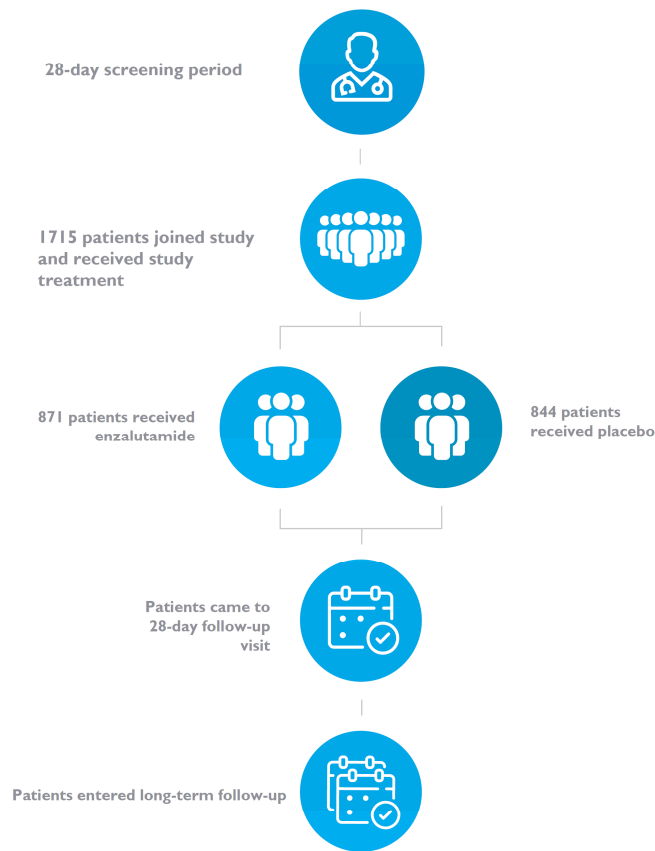 28-day screening period
1715 patients joined study
and received study
treatment
871 patients received
enzalutamide
844 patients
received placebo
Patients came to
28-day follow-up
visit
Patients entered long-term follow-up